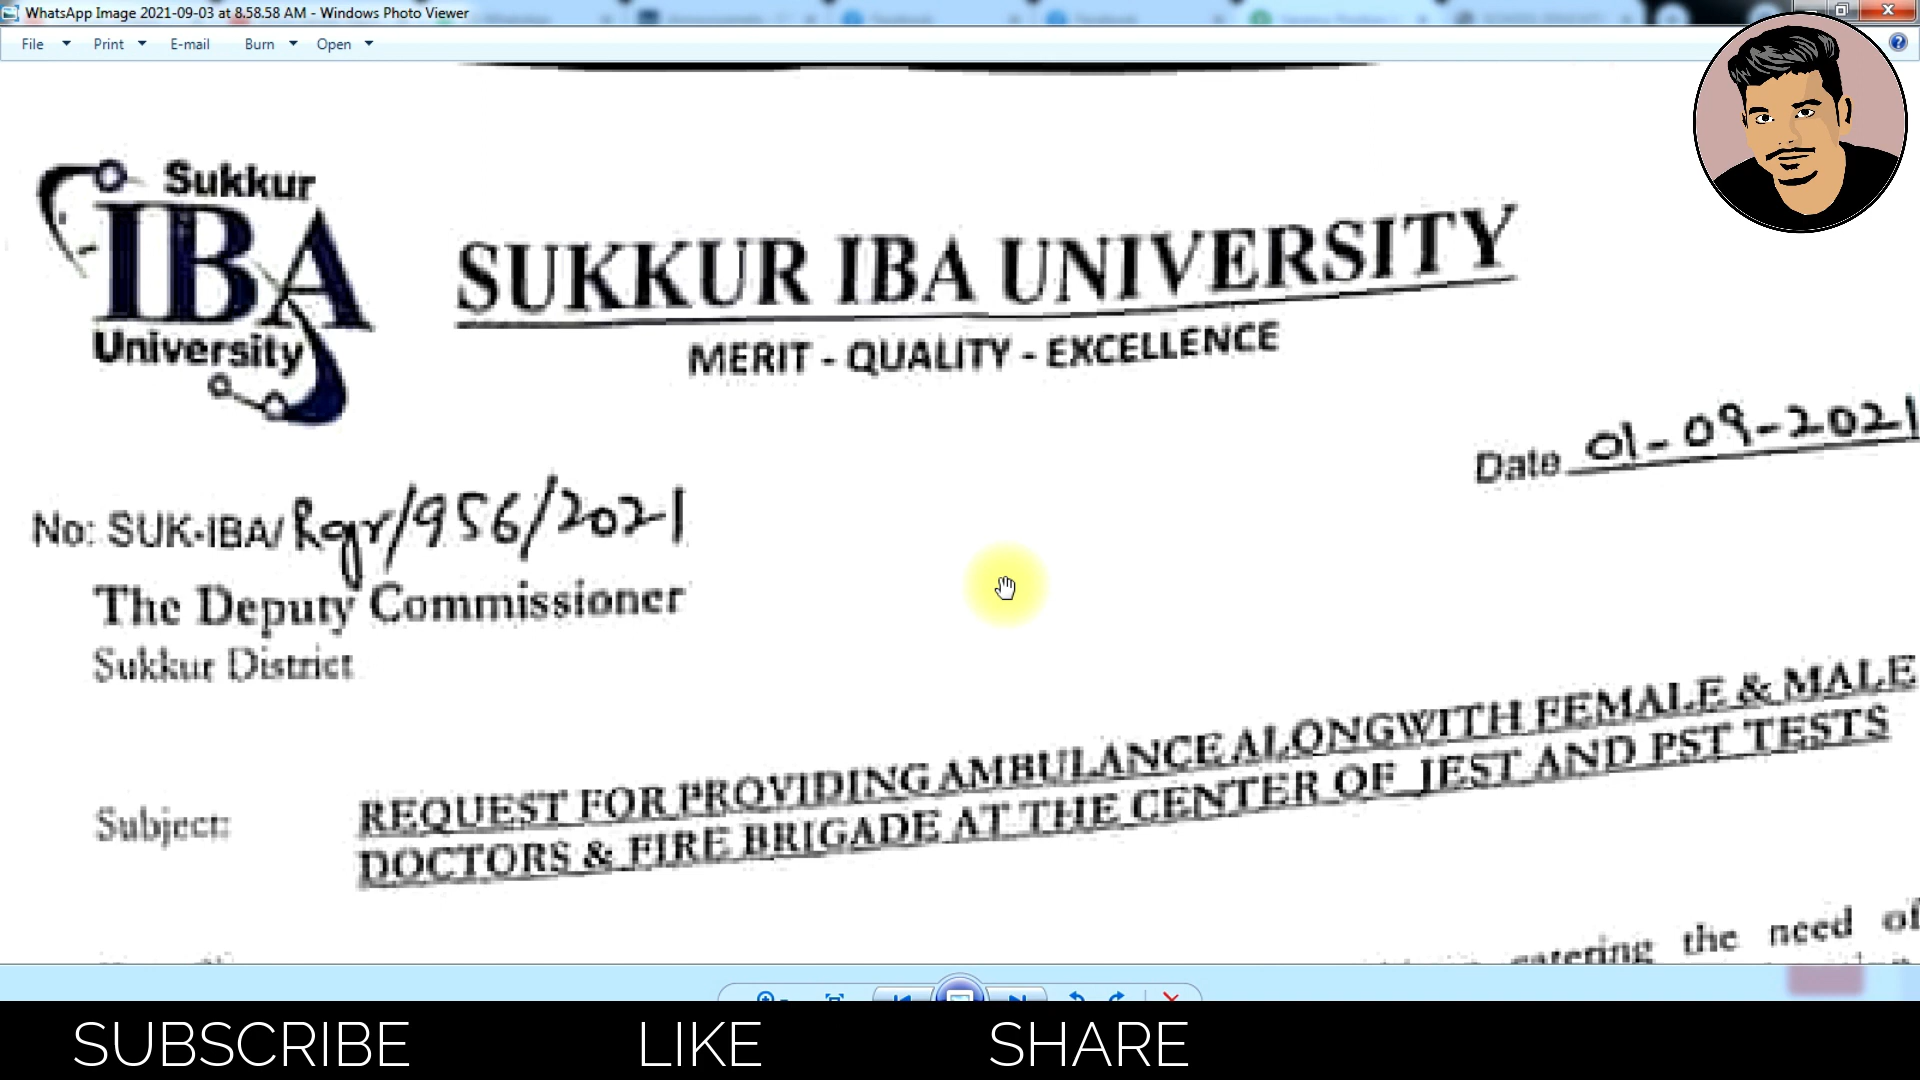 WhatsApp Image 2021-09-03 at 8.58.58 AM - Windows Photo Viewer
File Print E-mail Burn Open
Sukkur
IBA
University
SUKKUR IBA UNIVERSITY
MERIT - QUALITY - EXCELLENCE
Date 01-09-2021
No: SUK-IBA/Rgr/956/2021
The Deputy Commissioner
Sukkur District
Subject: REQUEST FOR PROVIDING AMBULANCE ALONGWITH FEMALE & MALE
DOCTORS & FIRE BRIGADE AT THE CENTER OF JEST AND PST TESTS
catering the need of
SUBSCRIBE LIKE SHARE